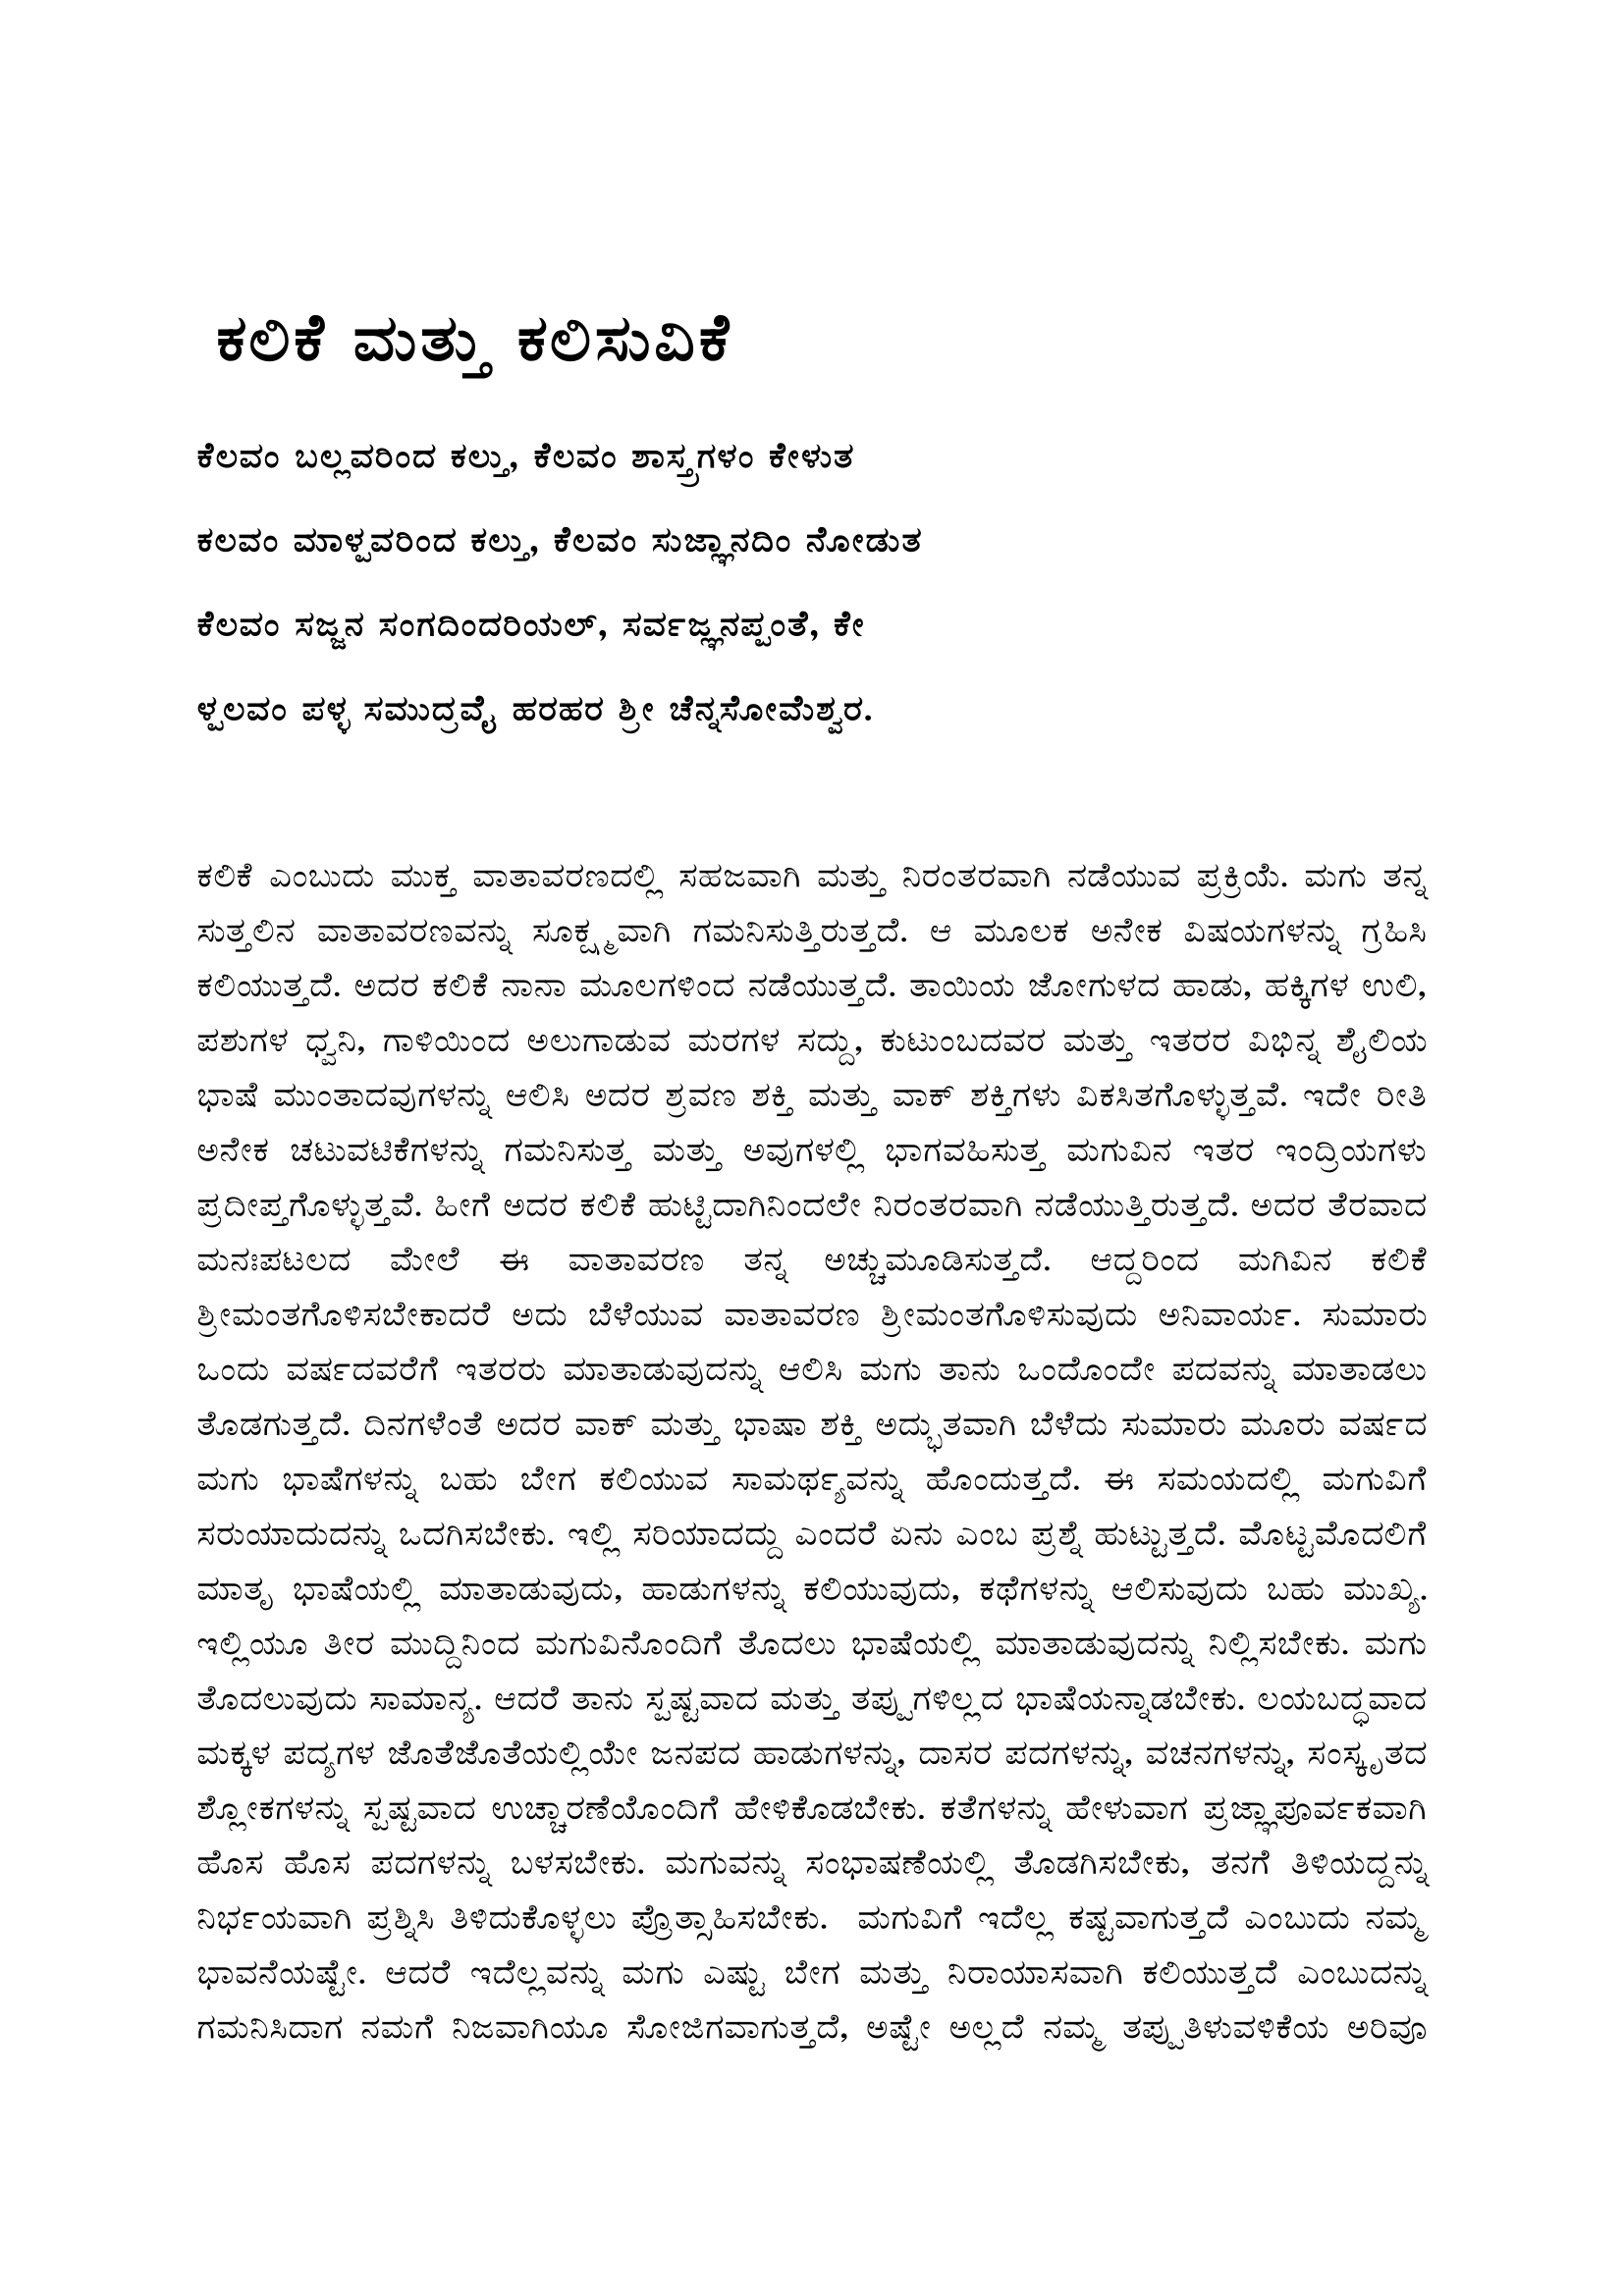 ಕಲಿಕೆ ಮತ್ತು ಕಲಿಸುವಿಕೆ
ಕೆಲವಂ ಬಲ್ಲವರಿಂದ ಕಲ್ತು, ಕೆಲವಂ ಶಾಸ್ತ್ರಗಳಂ ಕೇಳುತ
ಕಲವಂ ಮಾಳ್ಪವರಿಂದ ಕಲ್ತು, ಕೆಲವಂ ಸುಜ್ಞಾನದಿಂ ನೋಡುತ
ಕೆಲವಂ ಸಜ್ಜನ ಸಂಗದಿಂದರಿಯಲ್, ಸರ್ವಜ್ಞನಪ್ಪಂತೆ, ಕೇ
ಳ್ಪಲವಂ ಪಳ್ಳ ಸಮುದ್ರವೈ ಹರಹರ ಶ್ರೀ ಚೆನ್ನಸೋಮೆಶ್ವರ.
ಕಲಿಕೆ ಎಂಬುದು ಮುಕ್ತ ವಾತಾವರಣದಲ್ಲಿ ಸಹಜವಾಗಿ ಮತ್ತು ನಿರಂತರವಾಗಿ ನಡೆಯುವ ಪ್ರಕ್ರಿಯೆ. ಮಗು ತನ್ನ
ಸುತ್ತಲಿನ ವಾತಾವರಣವನ್ನು ಸೂಕ್ಷ್ಮವಾಗಿ ಗಮನಿಸುತ್ತಿರುತ್ತದೆ. ಆ ಮೂಲಕ ಅನೇಕ ವಿಷಯಗಳನ್ನು ಗ್ರಹಿಸಿ
ಕಲಿಯುತ್ತದೆ. ಅದರ ಕಲಿಕೆ ನಾನಾ ಮೂಲಗಳಿಂದ ನಡೆಯುತ್ತದೆ. ತಾಯಿಯ ಜೋಗುಳದ ಹಾಡು, ಹಕ್ಕಿಗಳ ಉಲಿ,
ಪಶುಗಳ ಧ್ವನಿ, ಗಾಳಿಯಿಂದ ಅಲುಗಾಡುವ ಮರಗಳ ಸದ್ದು, ಕುಟುಂಬದವರ ಮತ್ತು ಇತರರ ವಿಭಿನ್ನ ಶೈಲಿಯ
ಭಾಷೆ ಮುಂತಾದವುಗಳನ್ನು ಆಲಿಸಿ ಅದರ ಶ್ರವಣ ಶಕ್ತಿ ಮತ್ತು ವಾಕ್ ಶಕ್ತಿಗಳು ವಿಕಸಿತಗೊಳ್ಳುತ್ತವೆ. ಇದೇ ರೀತಿ
ಅನೇಕ ಚಟುವಟಿಕೆಗಳನ್ನು ಗಮನಿಸುತ್ತ ಮತ್ತು ಅವುಗಳಲ್ಲಿ ಭಾಗವಹಿಸುತ್ತ ಮಗುವಿನ ಇತರ ಇಂದ್ರಿಯಗಳು
ಪ್ರದೀಪ್ತಗೊಳ್ಳುತ್ತವೆ. ಹೀಗೆ ಅದರ ಕಲಿಕೆ ಹುಟ್ಟಿದಾಗಿನಿಂದಲೇ ನಿರಂತರವಾಗಿ ನಡೆಯುತ್ತಿರುತ್ತದೆ. ಅದರ ತೆರವಾದ
ಮನಃಪಟಲದ ಮೇಲೆ ಈ ವಾತಾವರಣ ತನ್ನ ಅಚ್ಚುಮೂಡಿಸುತ್ತದೆ. ಆದ್ದರಿಂದ ಮಗಿವಿನ ಕಲಿಕೆ
ಶ್ರೀಮಂತಗೊಳಿಸಬೇಕಾದರೆ ಅದು ಬೆಳೆಯುವ ವಾತಾವರಣ ಶ್ರೀಮಂತಗೊಳಿಸುವುದು ಅನಿವಾರ್ಯ. ಸುಮಾರು
ಒಂದು ವರ್ಷದವರೆಗೆ ಇತರರು ಮಾತಾಡುವುದನ್ನು ಆಲಿಸಿ ಮಗು ತಾನು ಒಂದೊಂದೇ ಪದವನ್ನು ಮಾತಾಡಲು
ತೊಡಗುತ್ತದೆ. ದಿನಗಳೆಂತೆ ಅದರ ವಾಕ್ ಮತ್ತು ಭಾಷಾ ಶಕ್ತಿ ಅದ್ಭುತವಾಗಿ ಬೆಳೆದು ಸುಮಾರು ಮೂರು ವರ್ಷದ
ಮಗು ಭಾಷೆಗಳನ್ನು ಬಹು ಬೇಗ ಕಲಿಯುವ ಸಾಮರ್ಥ್ಯವನ್ನು ಹೊಂದುತ್ತದೆ. ಈ ಸಮಯದಲ್ಲಿ ಮಗುವಿಗೆ
ಸರುಯಾದುದನ್ನು ಒದಗಿಸಬೇಕು. ಇಲ್ಲಿ ಸರಿಯಾದದ್ದು ಎಂದರೆ ಏನು ಎಂಬ ಪ್ರಶ್ನೆ ಹುಟ್ಟುತ್ತದೆ. ಮೊಟ್ಟಮೊದಲಿಗೆ
ಮಾತೃ ಭಾಷೆಯಲ್ಲಿ ಮಾತಾಡುವುದು, ಹಾಡುಗಳನ್ನು ಕಲಿಯುವುದು, ಕಥೆಗಳನ್ನು ಆಲಿಸುವುದು ಬಹು ಮುಖ್ಯ.
ಇಲ್ಲಿಯೂ ತೀರ ಮುದ್ದಿನಿಂದ ಮಗುವಿನೊಂದಿಗೆ ತೊದಲು ಭಾಷೆಯಲ್ಲಿ ಮಾತಾಡುವುದನ್ನು ನಿಲ್ಲಿಸಬೇಕು. ಮಗು
ತೊದಲುವುದು ಸಾಮಾನ್ಯ. ಆದರೆ ತಾನು ಸ್ಪಷ್ಟವಾದ ಮತ್ತು ತಪ್ಪುಗಳಿಲ್ಲದ ಭಾಷೆಯನ್ನಾಡಬೇಕು. ಲಯಬದ್ಧವಾದ
ಮಕ್ಕಳ ಪದ್ಯಗಳ ಜೊತೆಜೊತೆಯಲ್ಲಿಯೇ ಜನಪದ ಹಾಡುಗಳನ್ನು, ದಾಸರ ಪದಗಳನ್ನು, ವಚನಗಳನ್ನು, ಸಂಸ್ಕೃತದ
ಶ್ಲೋಕಗಳನ್ನು ಸ್ಪಷ್ಟವಾದ ಉಚ್ಚಾರಣೆಯೊಂದಿಗೆ ಹೇಳಿಕೊಡಬೇಕು. ಕತೆಗಳನ್ನು ಹೇಳುವಾಗ ಪ್ರಜ್ಞಾಪೂರ್ವಕವಾಗಿ
ಹೊಸ ಹೊಸ ಪದಗಳನ್ನು ಬಳಸಬೇಕು. ಮಗುವನ್ನು ಸಂಭಾಷಣೆಯಲ್ಲಿ ತೊಡಗಿಸಬೇಕು, ತನಗೆ ತಿಳಿಯದ್ದನ್ನು
ನಿರ್ಭಯವಾಗಿ ಪ್ರಶ್ನಿಸಿ ತಿಳಿದುಕೊಳ್ಳಲು ಪ್ರೊತ್ಸಾಹಿಸಬೇಕು. ಮಗುವಿಗೆ ಇದೆಲ್ಲ ಕಷ್ಟವಾಗುತ್ತದೆ ಎಂಬುದು ನಮ್ಮ
ಭಾವನೆಯಷ್ಟೇ. ಆದರೆ ಇದೆಲ್ಲವನ್ನು ಮಗು ಎಷ್ಟು ಬೇಗ ಮತ್ತು ನಿರಾಯಾಸವಾಗಿ ಕಲಿಯುತ್ತದೆ ಎಂಬುದನ್ನು
ಗಮನಿಸಿದಾಗ ನಮಗೆ ನಿಜವಾಗಿಯೂ ಸೋಜಿಗವಾಗುತ್ತದೆ, ಅಷ್ಟೇ ಅಲ್ಲದೆ ನಮ್ಮ ತಪ್ಪುತಿಳುವಳಿಕೆಯ ಅರಿವೂ